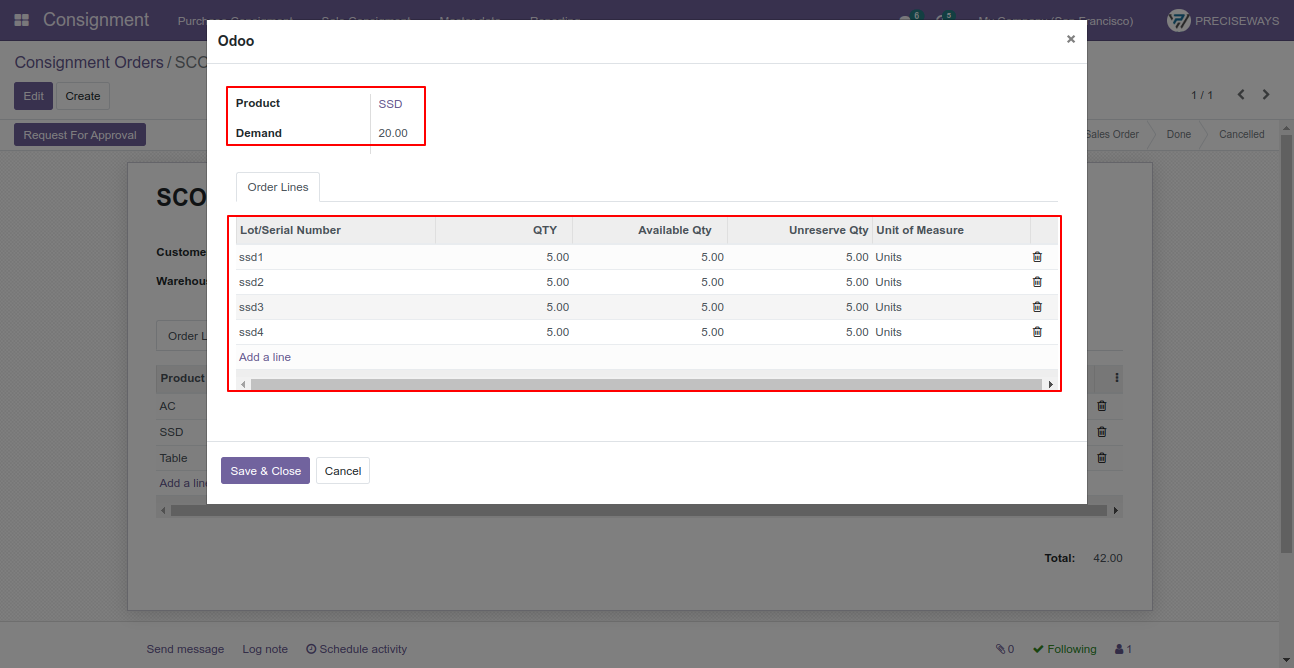 Consignment Purchase Consignment Sale Consignment Master data Reporting 6 5 My Company (San Francisco) PRECISEWAYS
Odoo ×
Consignment Orders / SCO
Edit Create 1 / 1
Request For Approval Sales Order Done Cancelled
Product SSD
Demand 20.00
Order Lines
SCO
Custome
Warehou
Lot/Serial Number QTY Available Qty Unreserve Qty Unit of Measure
ssd1 5.00 5.00 5.00 Units
ssd2 5.00 5.00 5.00 Units
ssd3 5.00 5.00 5.00 Units
ssd4 5.00 5.00 5.00 Units
Add a line
Order L
Product
AC
SSD
Table
Add a line
Save & Close Cancel
Total: 42.00
Send message Log note Schedule activity 0 Following 1